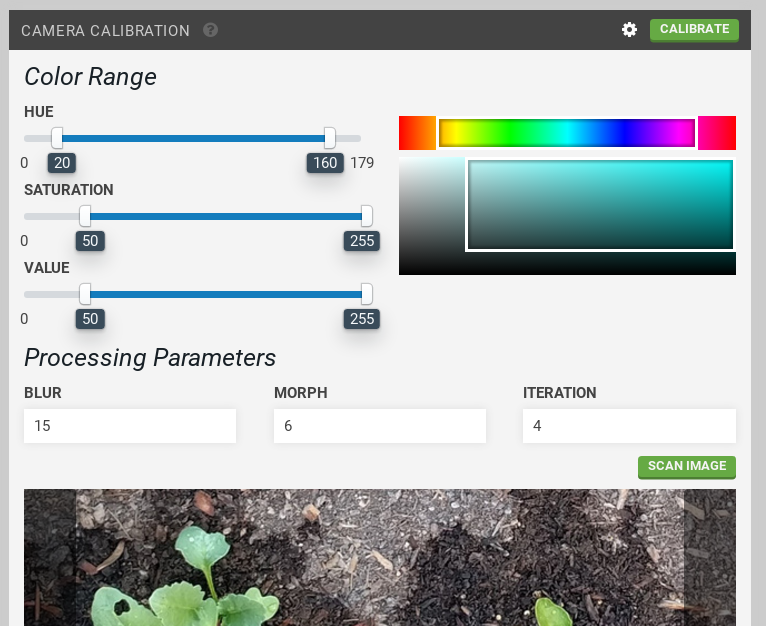 CAMERA CALIBRATION ?
CALIBRATE
Color Range
HUE
0 20 160 179
SATURATION
0 50 255
VALUE
0 50 255
Processing Parameters
BLUR MORPH ITERATION
15 6 4
SCAN IMAGE